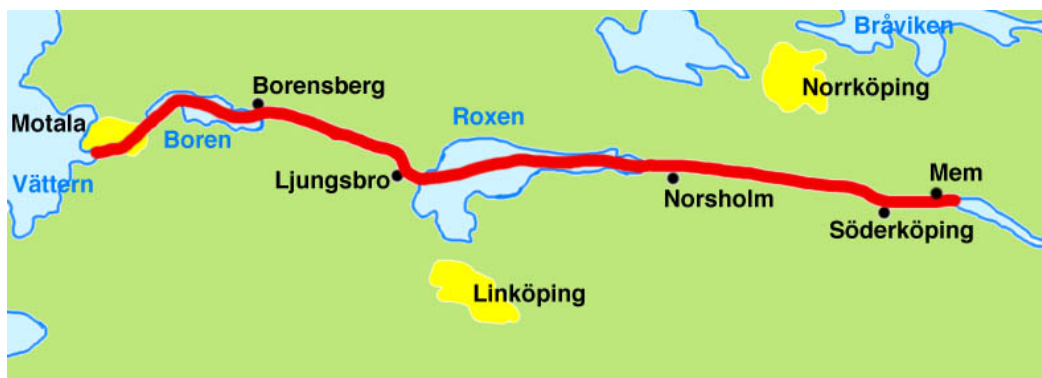 Bråviken
Borensberg
Norrköping
Motala
Roxen
Boren
Vättern
Ljungsbro
Mem
Norsholm
Söderköping
Linköping